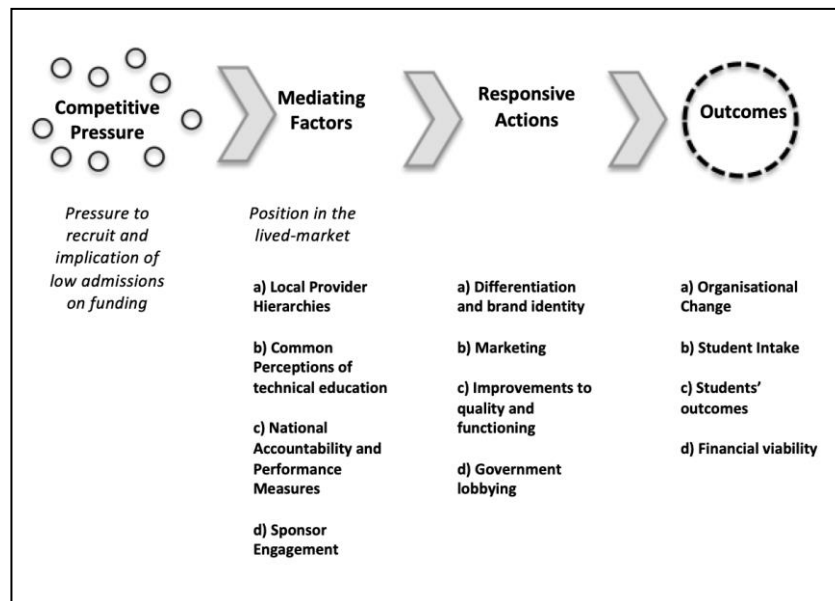 Competitive
Pressure
Mediating
Factors
Responsive
Actions
Outcomes
Pressure to
recruit and
implication of
low admissions
on funding
Position in the
lived-market
a) Local Provider
Hierarchies
b) Common
Perceptions of
technical education
c) National
Accountability and
Performance
Measures
d) Sponsor
Engagement
a) Differentiation
and brand identity
b) Marketing
c) Improvements to
quality and
functioning
d) Government
lobbying
a) Organisational
Change
b) Student Intake
c) Students’
outcomes
d) Financial viability